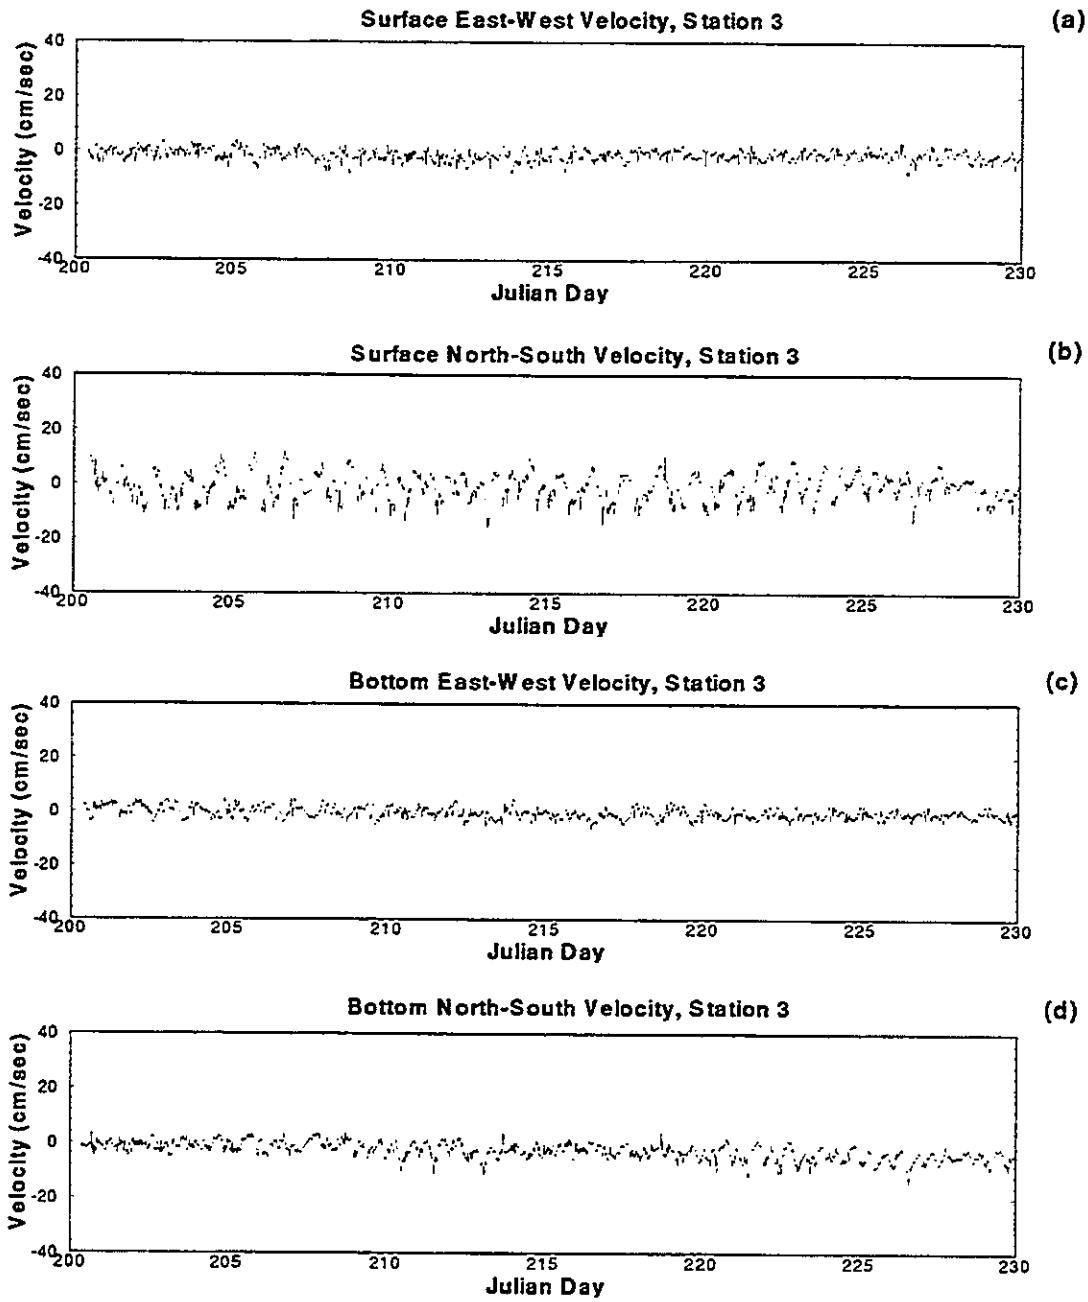 Surface East-West Velocity, Station 3
(a)
Velocity (cm/sec)
40
20
0
-20
-40
200 205 210 215 220 225 230
Julian Day
Surface North-South Velocity, Station 3
(b)
Velocity (cm/sec)
40
20
0
-20
-40
200 205 210 215 220 225 230
Julian Day
Bottom East-West Velocity, Station 3
(c)
Velocity (cm/sec)
40
20
0
-20
-40
200 205 210 215 220 225 230
Julian Day
Bottom North-South Velocity, Station 3
(d)
Velocity (cm/sec)
40
20
0
-20
-40
200 205 210 215 220 225 230
Julian Day